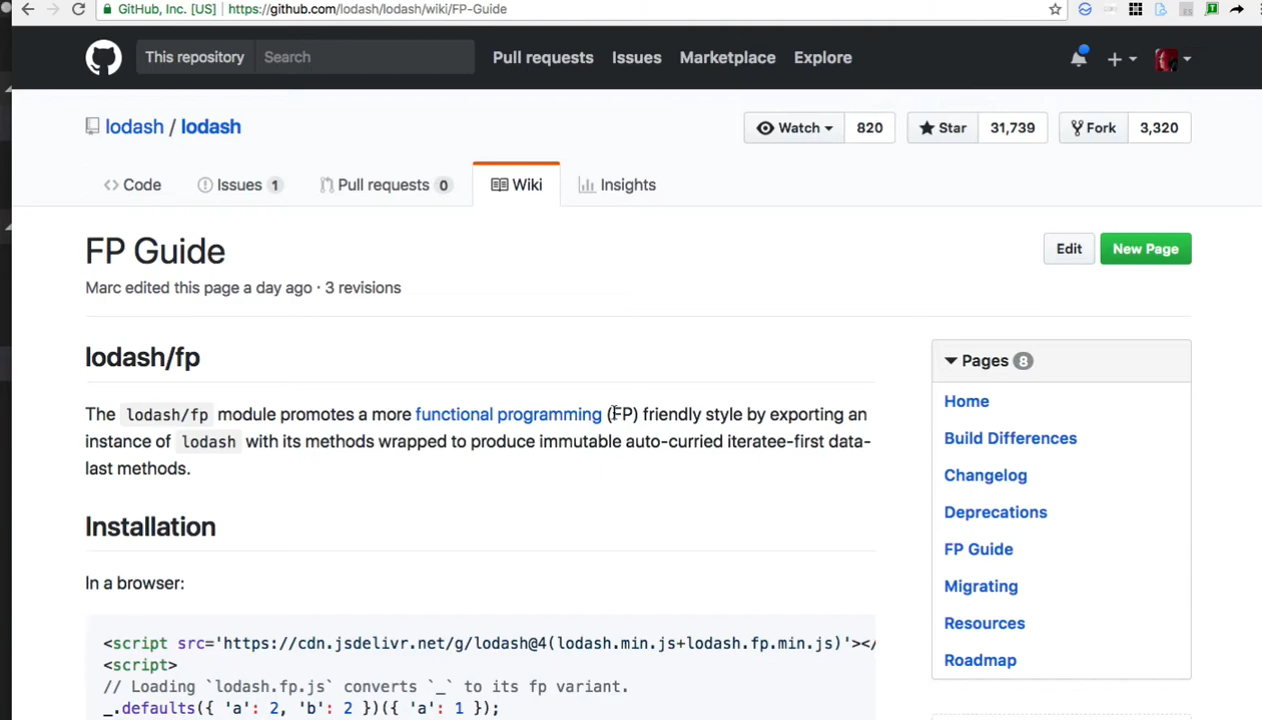 GitHub, Inc. [US] https://github.com/lodash/lodash/wiki/FP-Guide
This repository Search Pull requests Issues Marketplace Explore
lodash / lodash Watch 820 Star 31,739 Fork 3,320
Code Issues 1 Pull requests 0 Wiki Insights
FP Guide Edit New Page
Marc edited this page a day ago · 3 revisions
lodash/fp
The lodash/fp module promotes a more functional programming (FP) friendly style by exporting an
instance of lodash with its methods wrapped to produce immutable auto-curried iteratee-first data-
last methods.
Installation
In a browser:
<script src='https://cdn.jsdelivr.net/g/lodash@4(lodash.min.js+lodash.fp.min.js)'></
<script>
// Loading `lodash.fp.js` converts `_` to its fp variant.
_.defaults({ 'a': 2, 'b': 2 })({ 'a': 1 });
Pages 8
Home
Build Differences
Changelog
Deprecations
FP Guide
Migrating
Resources
Roadmap